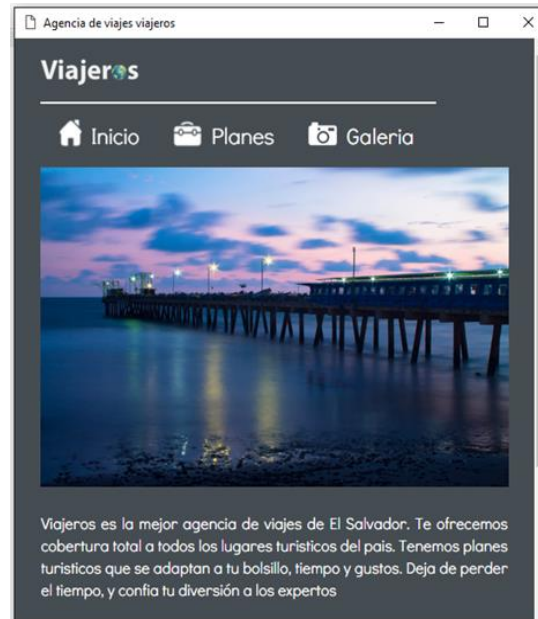 Agencia de viajes viajeros
Viajeros
Inicio Planes Galeria
Viajeros es la mejor agencia de viajes de El Salvador. Te ofrecemos
cobertura total a todos los lugares turisticos del pais. Tenemos planes
turisticos que se adaptan a tu bolsillo, tiempo y gustos. Deja de perder
el tiempo, y confia tu diversión a los expertos